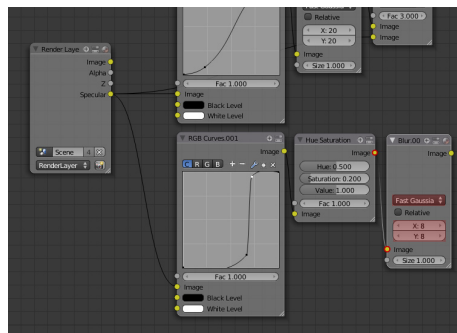 Render Laye
Image
Alpha
Z
Specular
Scene
4
RenderLayer
Fac 1.000
Image
Black Level
White Level
Relative
X: 20
Y: 20
Image
Size 1.000
Fac 3.000
Image
Image
RGB Curves.001
Image
C R G B
Fac 1.000
Image
Black Level
White Level
Hue Saturation
Image
Hue: 0.500
Saturation: 0.200
Value: 1.000
Fac 1.000
Image
Blur.00
Image
Fast Gaussia
Relative
X: 8
Y: 8
Image
Size 1.000